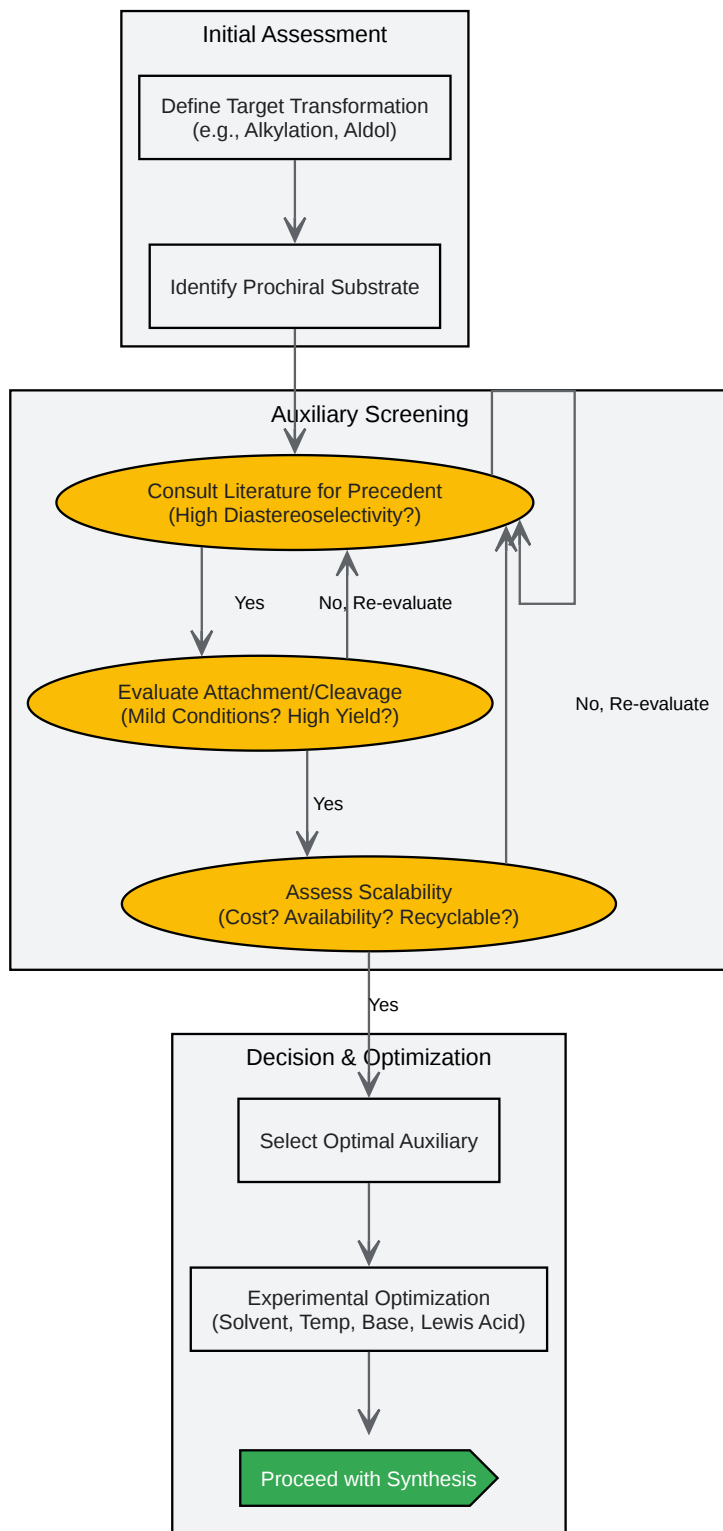 Initial Assessment
Define Target Transformation
(e.g., Alkylation, Aldol)
Identify Prochiral Substrate
Auxiliary Screening
Consult Literature for Precedent
(High Diastereoselectivity?)
Yes
No, Re-evaluate
Evaluate Attachment/Cleavage
(Mild Conditions? High Yield?)
No, Re-evaluate
Yes
Assess Scalability
(Cost? Availability? Recyclable?)
Yes
Decision & Optimization
Select Optimal Auxiliary
Experimental Optimization
(Solvent, Temp, Base, Lewis Acid)
Proceed with Synthesis